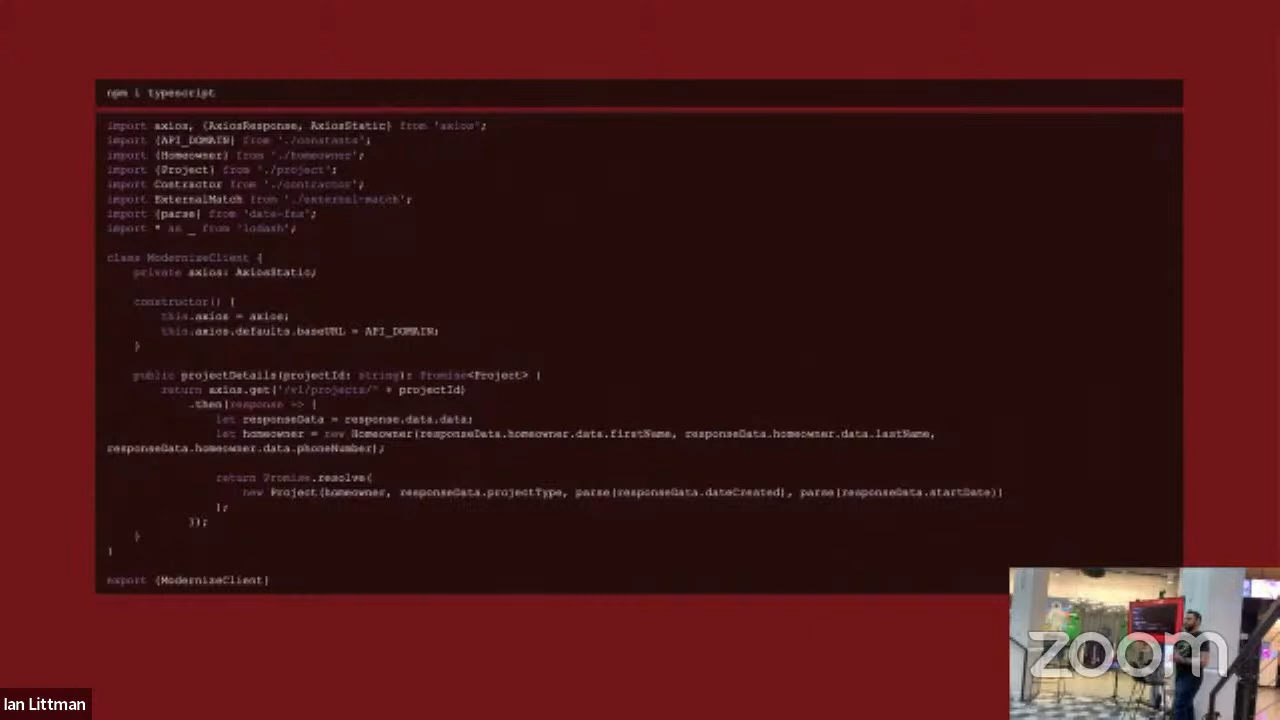 npm i typescript
import axios, {AxiosResponse, AxiosStatic} from 'axios';
import {API_DOMAIN} from './constants';
import {Homeowner} from './homeowner';
import {Project} from './project';
import Contractor from './contractor';
import ExternalMatch from './external-match';
import {parse} from 'date-fns';
import * as _ from 'lodash';
class ModernizeClient {
private axios: AxiosStatic;
constructor() {
this.axios = axios;
this.axios.defaults.baseURL = API_DOMAIN;
}
public projectDetails(projectId: string): Promise<Project> {
return axios.get('/v1/projects/' + projectId)
.then(response => {
let responseData = response.data.data;
let homeowner = new Homeowner(responseData.homeowner.data.firstName, responseData.homeowner.data.lastName,
responseData.homeowner.data.phoneNumber);
return Promise.resolve(
new Project(homeowner, responseData.projectType, parse(responseData.dateCreated), parse(responseData.startDate))
);
});
}
}
export {ModernizeClient}
zoom
Ian Littman